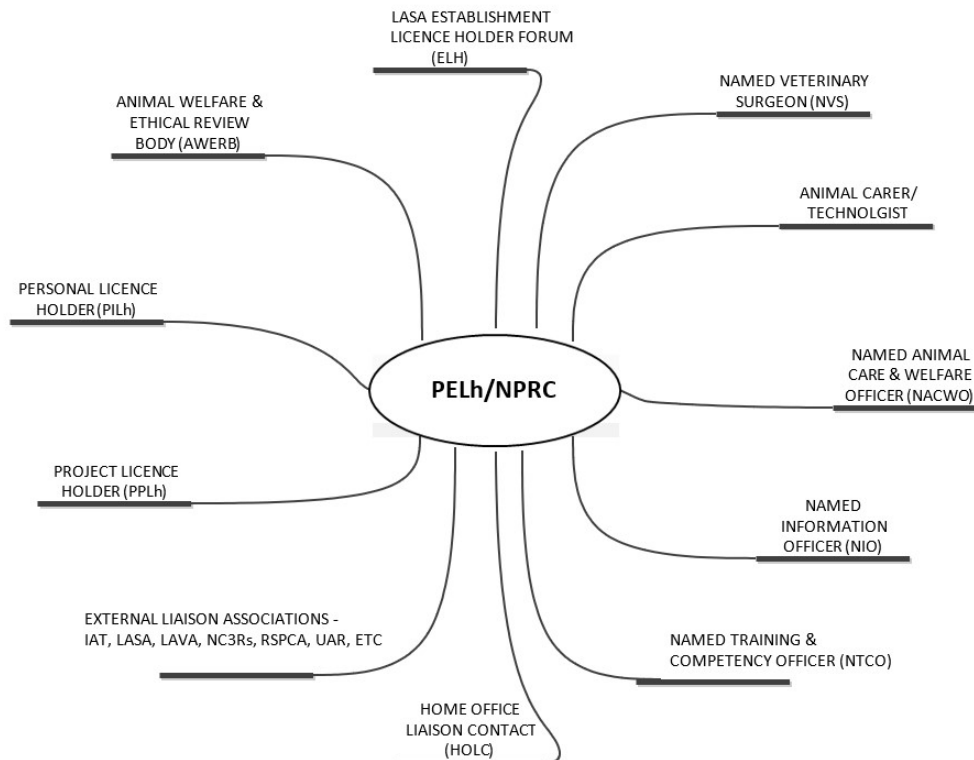 LASA ESTABLISHMENT
LICENCE HOLDER FORUM
(ELH)
NAMED VETERINARY
SURGEON (NVS)
ANIMAL WELFARE &
ETHICAL REVIEW
BODY (AWERB)
ANIMAL CARER/
TECHNOLGIST
PERSONAL LICENCE
HOLDER (PILh)
PELh/NPRC
NAMED ANIMAL
CARE & WELFARE
OFFICER (NACWO)
PROJECT LICENCE
HOLDER (PPLh)
NAMED
INFORMATION
OFFICER (NIO)
EXTERNAL LIAISON ASSOCIATIONS -
IAT, LASA, LAVA, NC3Rs, RSPCA, UAR, ETC
NAMED TRAINING &
COMPETENCY OFFICER (NTCO)
HOME OFFICE
LIAISON CONTACT
(HOLC)